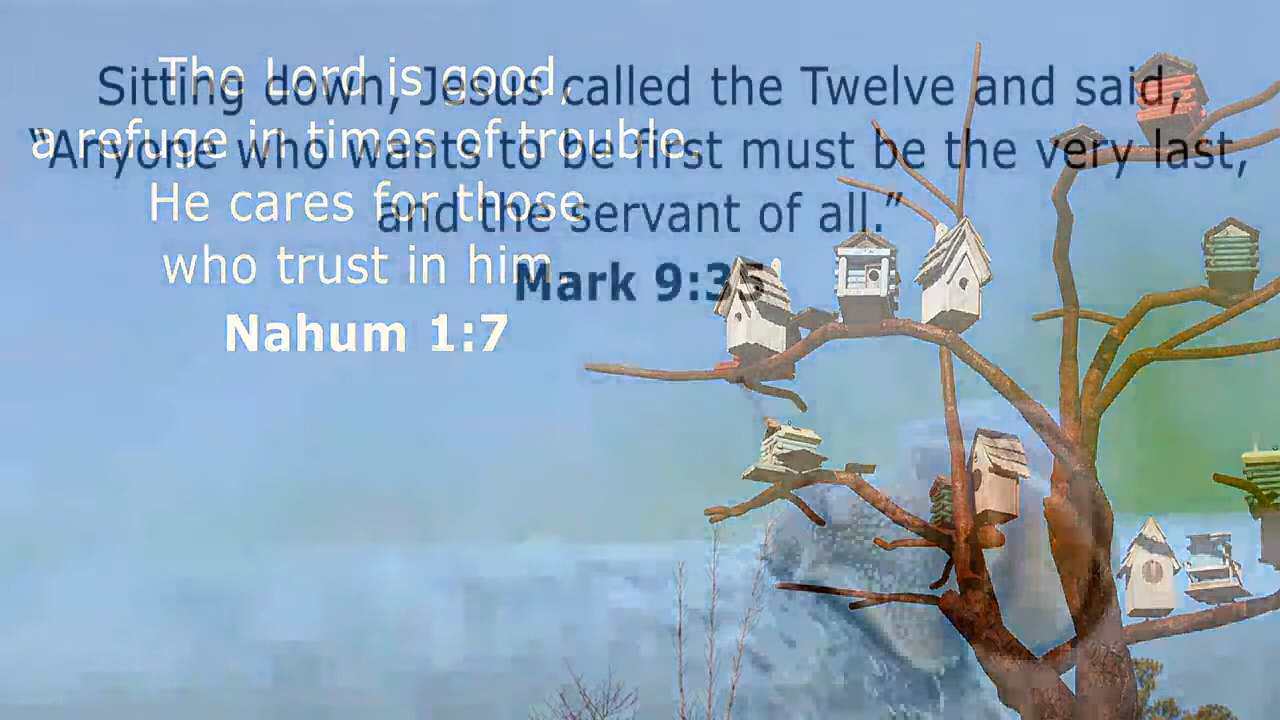 The Lord is good,
a refuge in times of trouble.
He cares for those
who trust in him.
Nahum 1:7
Sitting down, Jesus called the Twelve and said,
“Anyone who wants to be first must be the very last,
and the servant of all.”
Mark 9:35